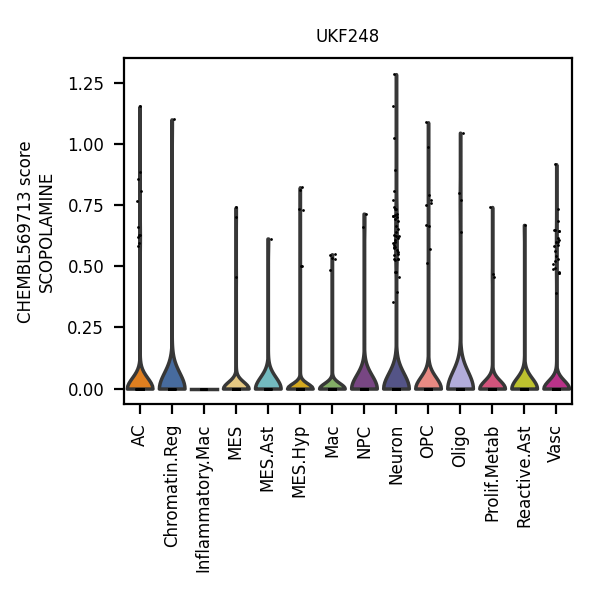 UKF248
CHEMBL569713 score
SCOPOLAMINE
1.25
1.00
0.75
0.50
0.25
0.00
AC
Chromatin.Reg
Inflammatory.Mac
MES
MES.Ast
MES.Hyp
Mac
NPC
Neuron
OPC
Oligo
Prolif.Metab
Reactive.Ast
Vasc